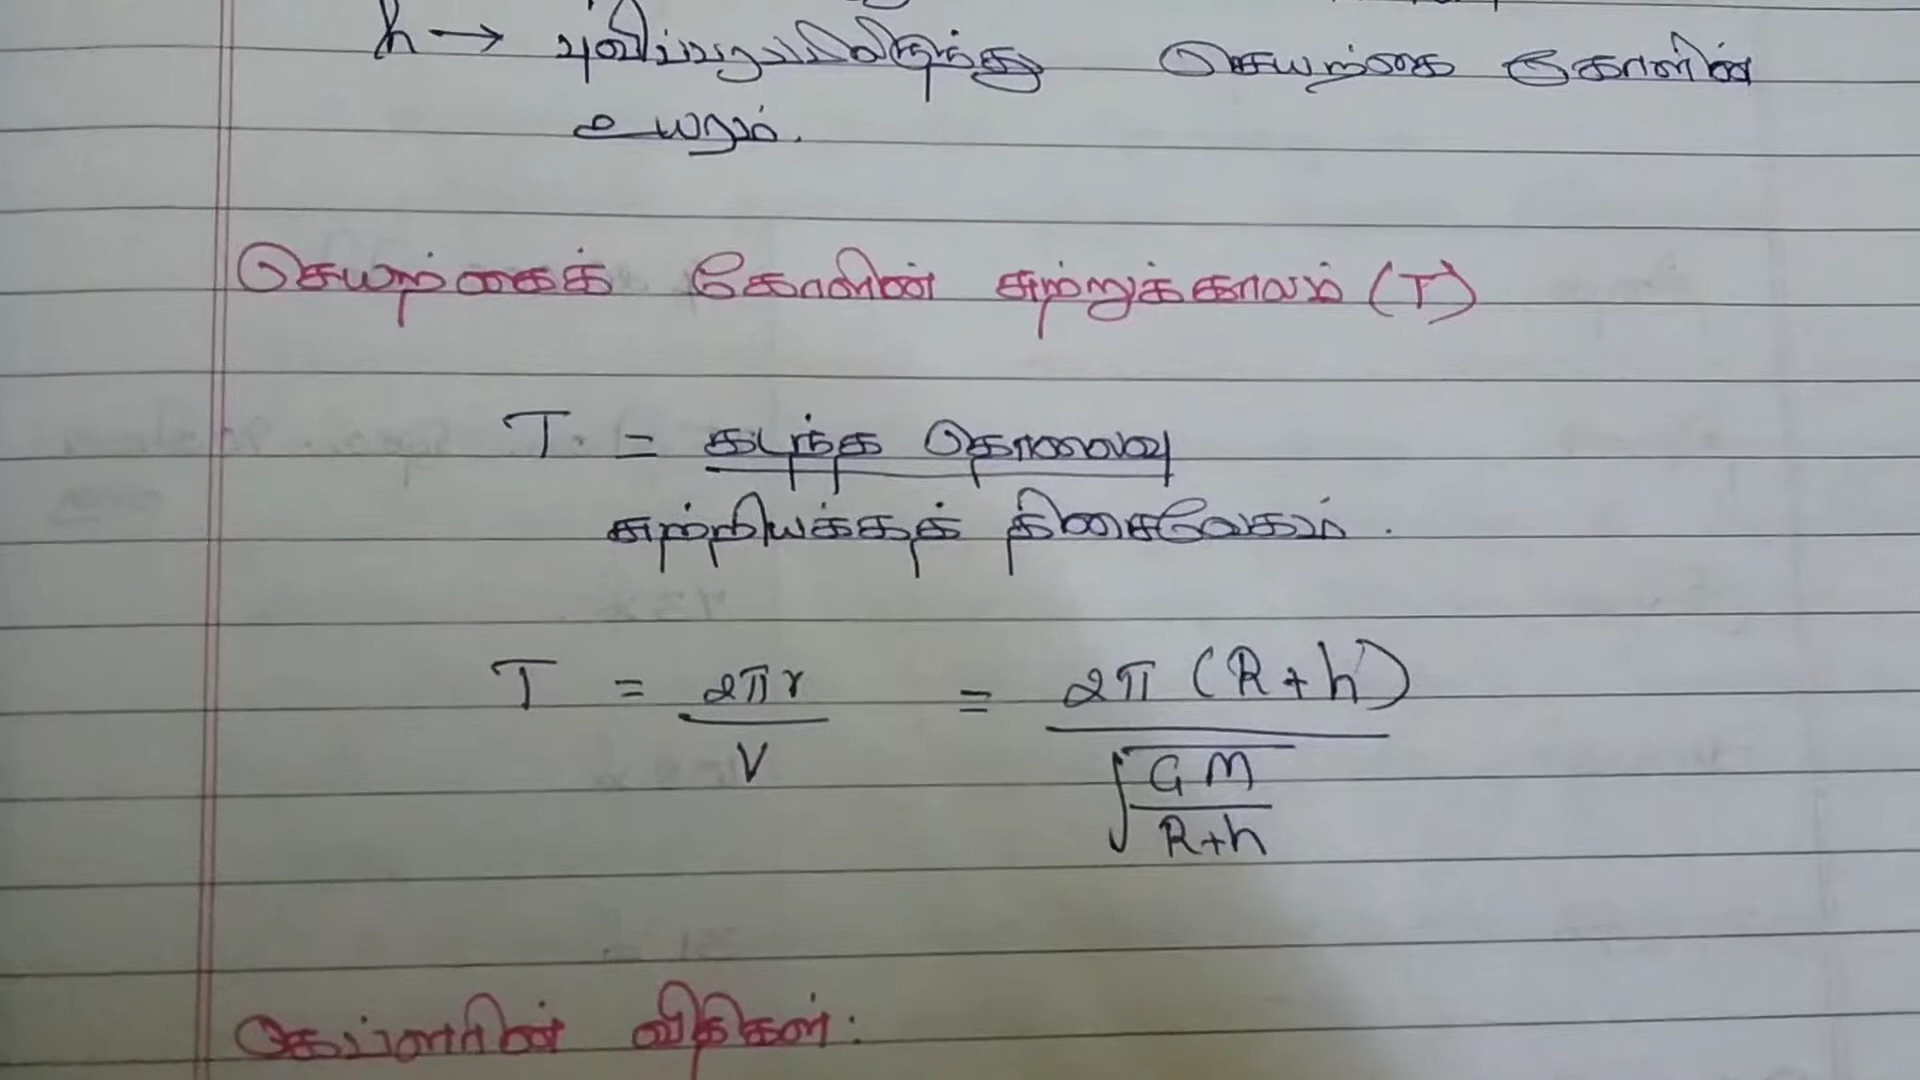 h → புவிப்பரப்பிலிருந்து செயற்கை கோளின்
உயரம்.
செயற்கைக் கோளின் சுற்றுக்காலம் (T)
T = கடந்த தொலைவு
சுற்றியக்கத் திசைவேகம்.
T = 2πr / V = 2π (R+h) / √(GM / R+h)
கெப்ளரின் விதிகள்: